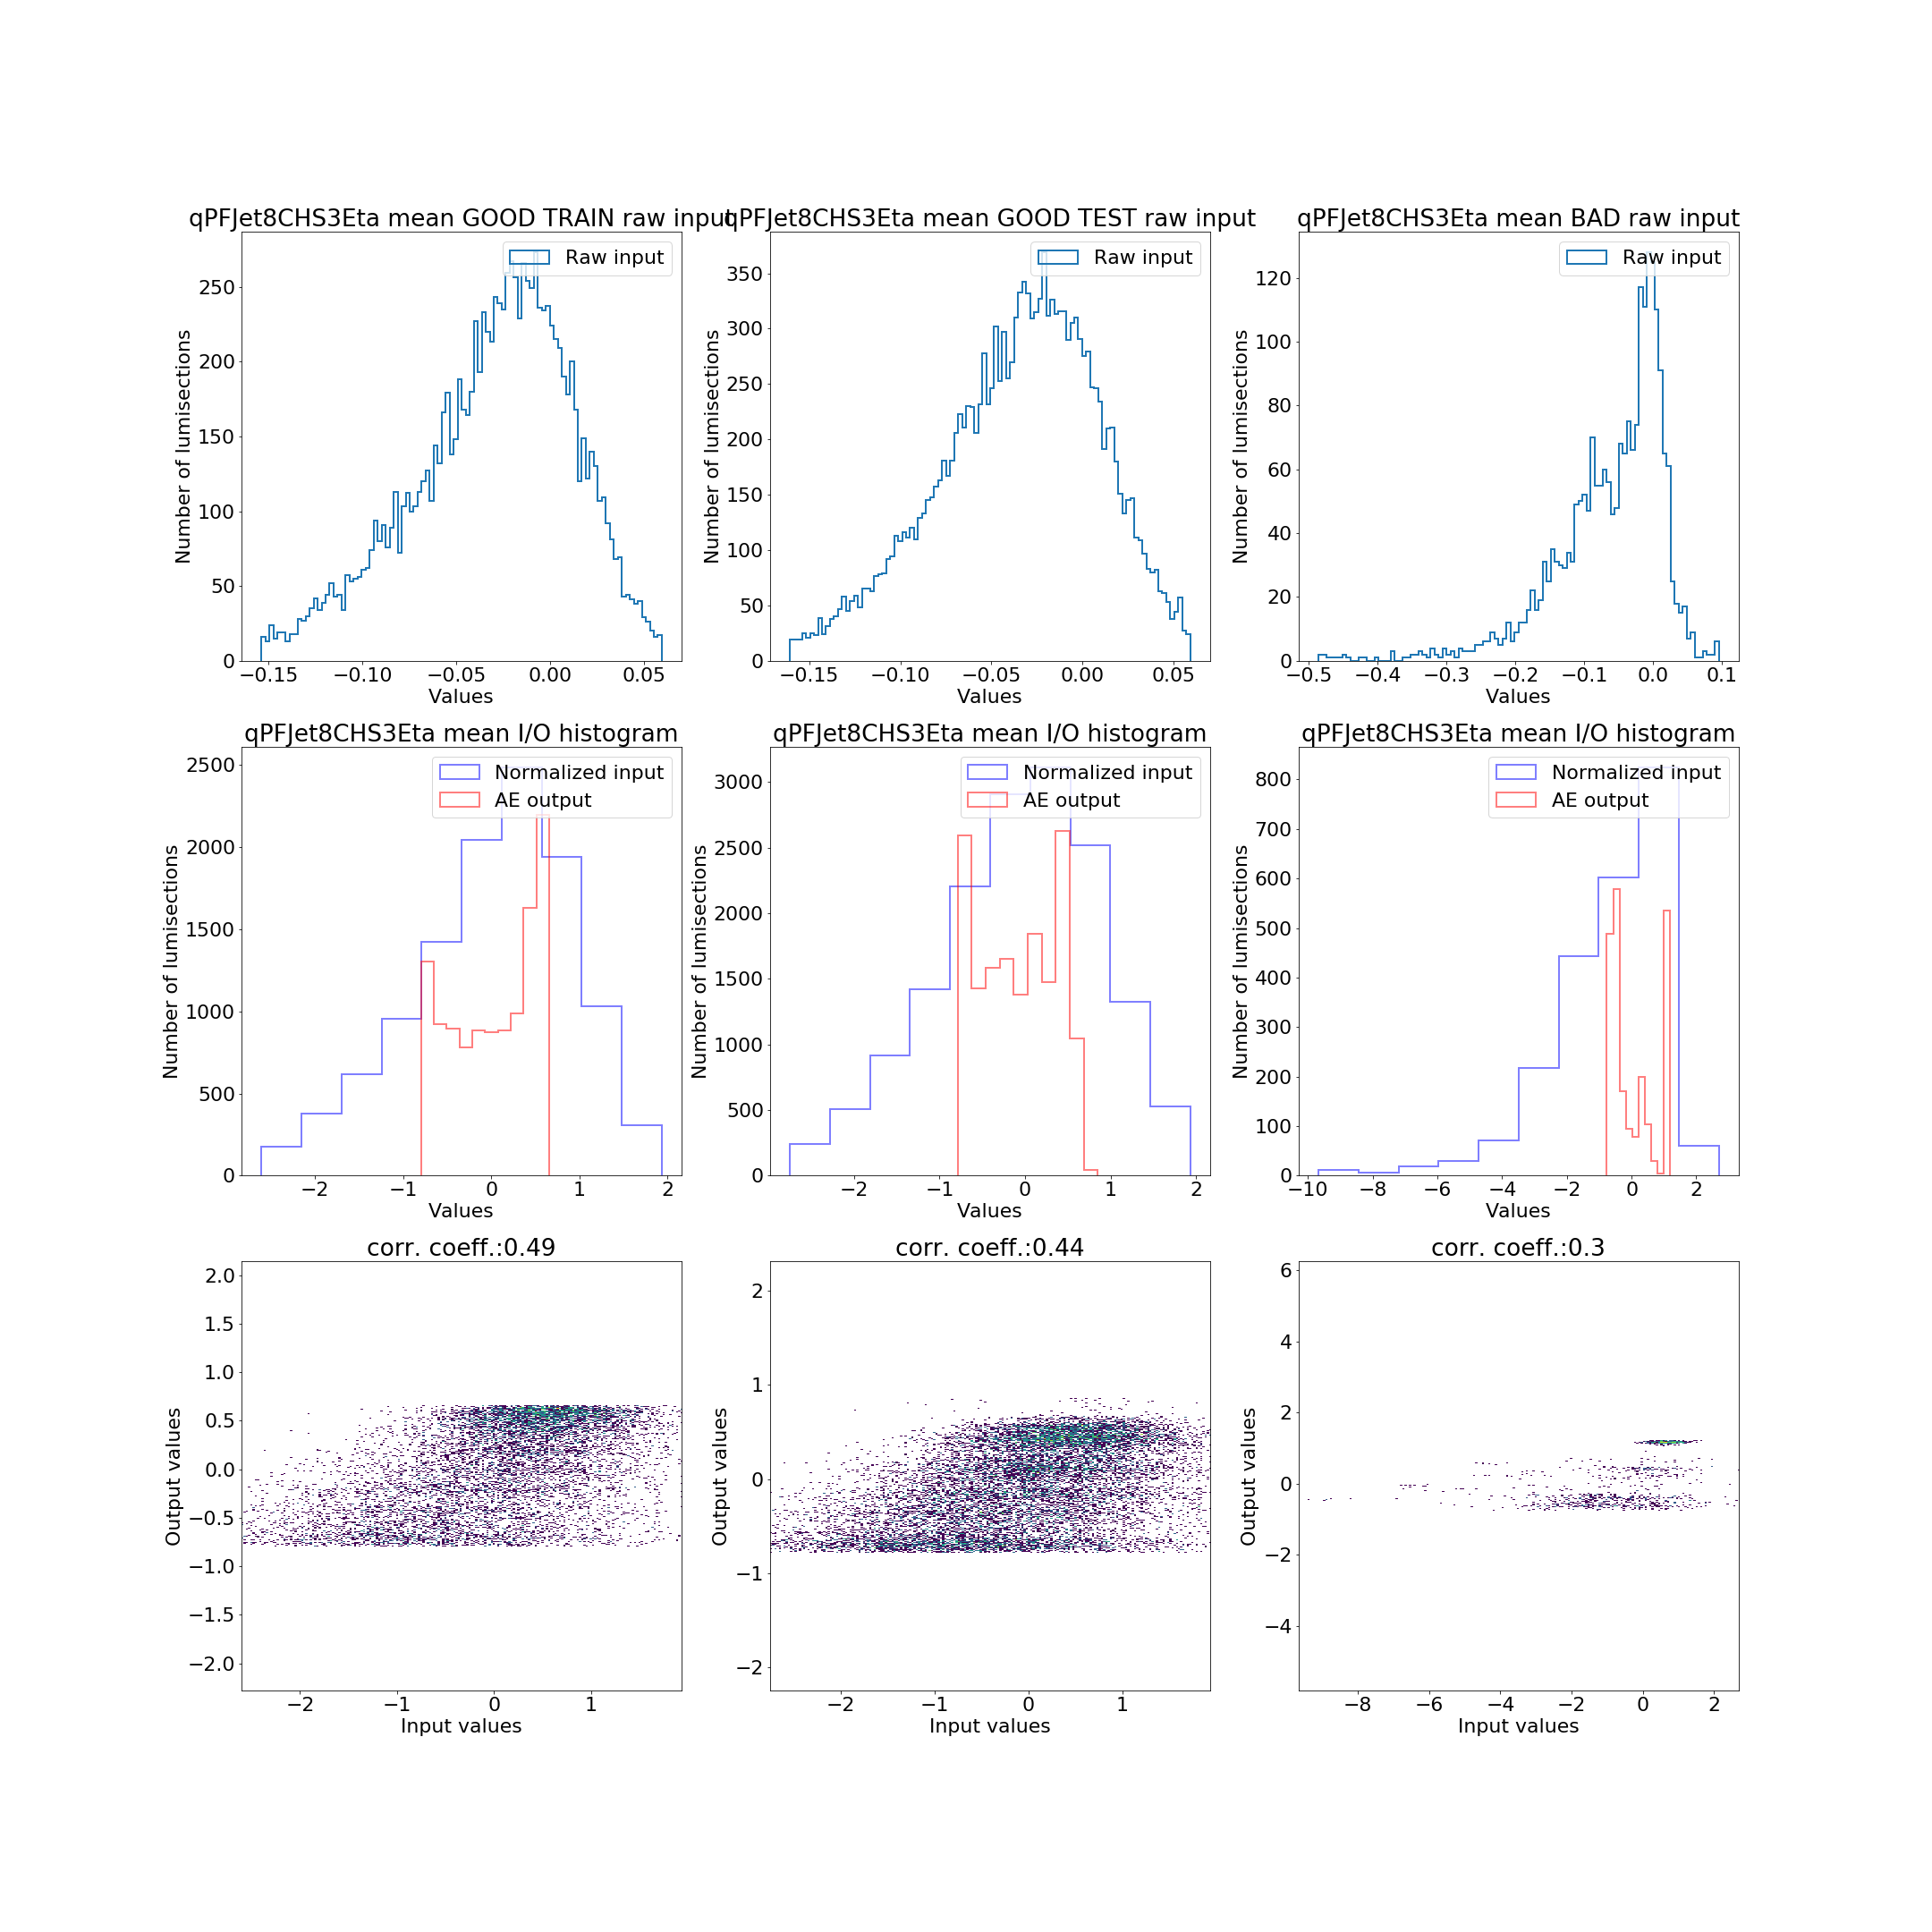 qPFJet8CHS3Eta mean GOOD TRAIN raw input
Raw input
250
200
150
100
50
0
Number of lumisections
−0.15 −0.10 −0.05 0.00 0.05
Values
qPFJet8CHS3Eta mean GOOD TEST raw input
Raw input
350
300
250
200
150
100
50
0
Number of lumisections
−0.15 −0.10 −0.05 0.00 0.05
Values
qPFJet8CHS3Eta mean BAD raw input
Raw input
120
100
80
60
40
20
0
Number of lumisections
−0.5 −0.4 −0.3 −0.2 −0.1 0.0 0.1
Values
qPFJet8CHS3Eta mean I/O histogram
Normalized input
AE output
2500
2000
1500
1000
500
0
Number of lumisections
−2 −1 0 1 2
Values
qPFJet8CHS3Eta mean I/O histogram
Normalized input
AE output
3000
2500
2000
1500
1000
500
0
Number of lumisections
−2 −1 0 1 2
Values
qPFJet8CHS3Eta mean I/O histogram
Normalized input
AE output
800
700
600
500
400
300
200
100
0
Number of lumisections
−10 −8 −6 −4 −2 0 2
Values
corr. coeff.:0.49
2.0
1.5
1.0
0.5
0.0
−0.5
−1.0
−1.5
−2.0
Output values
−2 −1 0 1
Input values
corr. coeff.:0.44
2
1
0
−1
−2
Output values
−2 −1 0 1
Input values
corr. coeff.:0.3
6
4
2
0
−2
−4
Output values
−8 −6 −4 −2 0 2
Input values